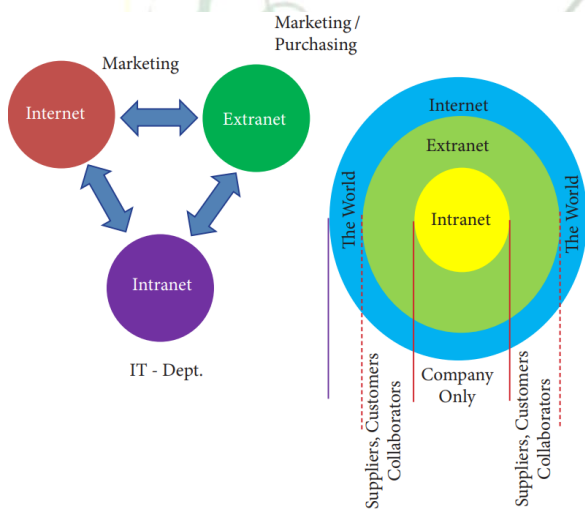 Marketing /
Purchasing
Marketing
Internet
Extranet
Intranet
IT - Dept.
Internet
Extranet
Intranet
The World
The World
Company
Only
Suppliers, Customers
Collaborators
Suppliers, Customers
Collaborators